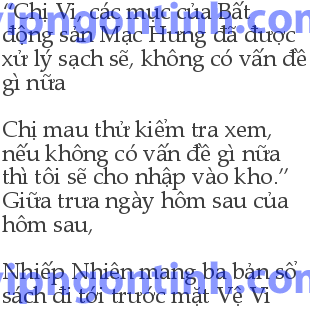 “Chị Vị, các mục của Bất
động sản Mạc Hưng đã được
xử lý sạch sẽ, không có vấn đề
gì nữa
Chị mau thử kiểm tra xem,
nếu không có vấn đề gì nữa
thì tôi sẽ cho nhập vào kho.”
Giữa trưa ngày hôm sau của
hôm sau,
Nhiếp Nhiên mang ba bản sổ
sách đi tới trước mặt Vệ Vi